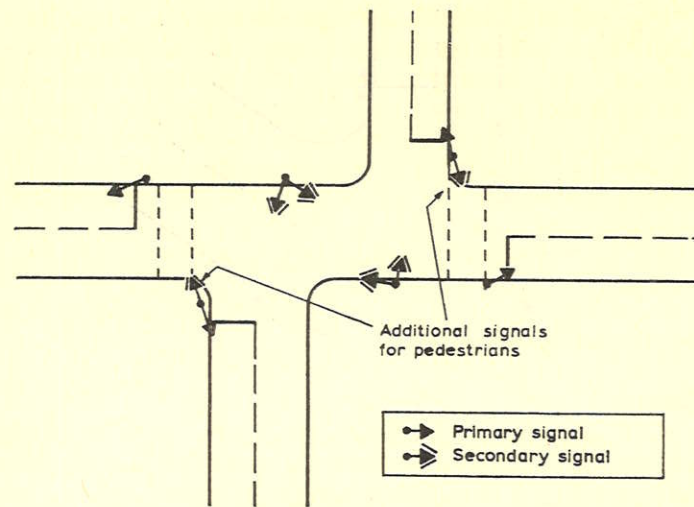 Additional signals
for pedestrians
Primary signal
Secondary signal